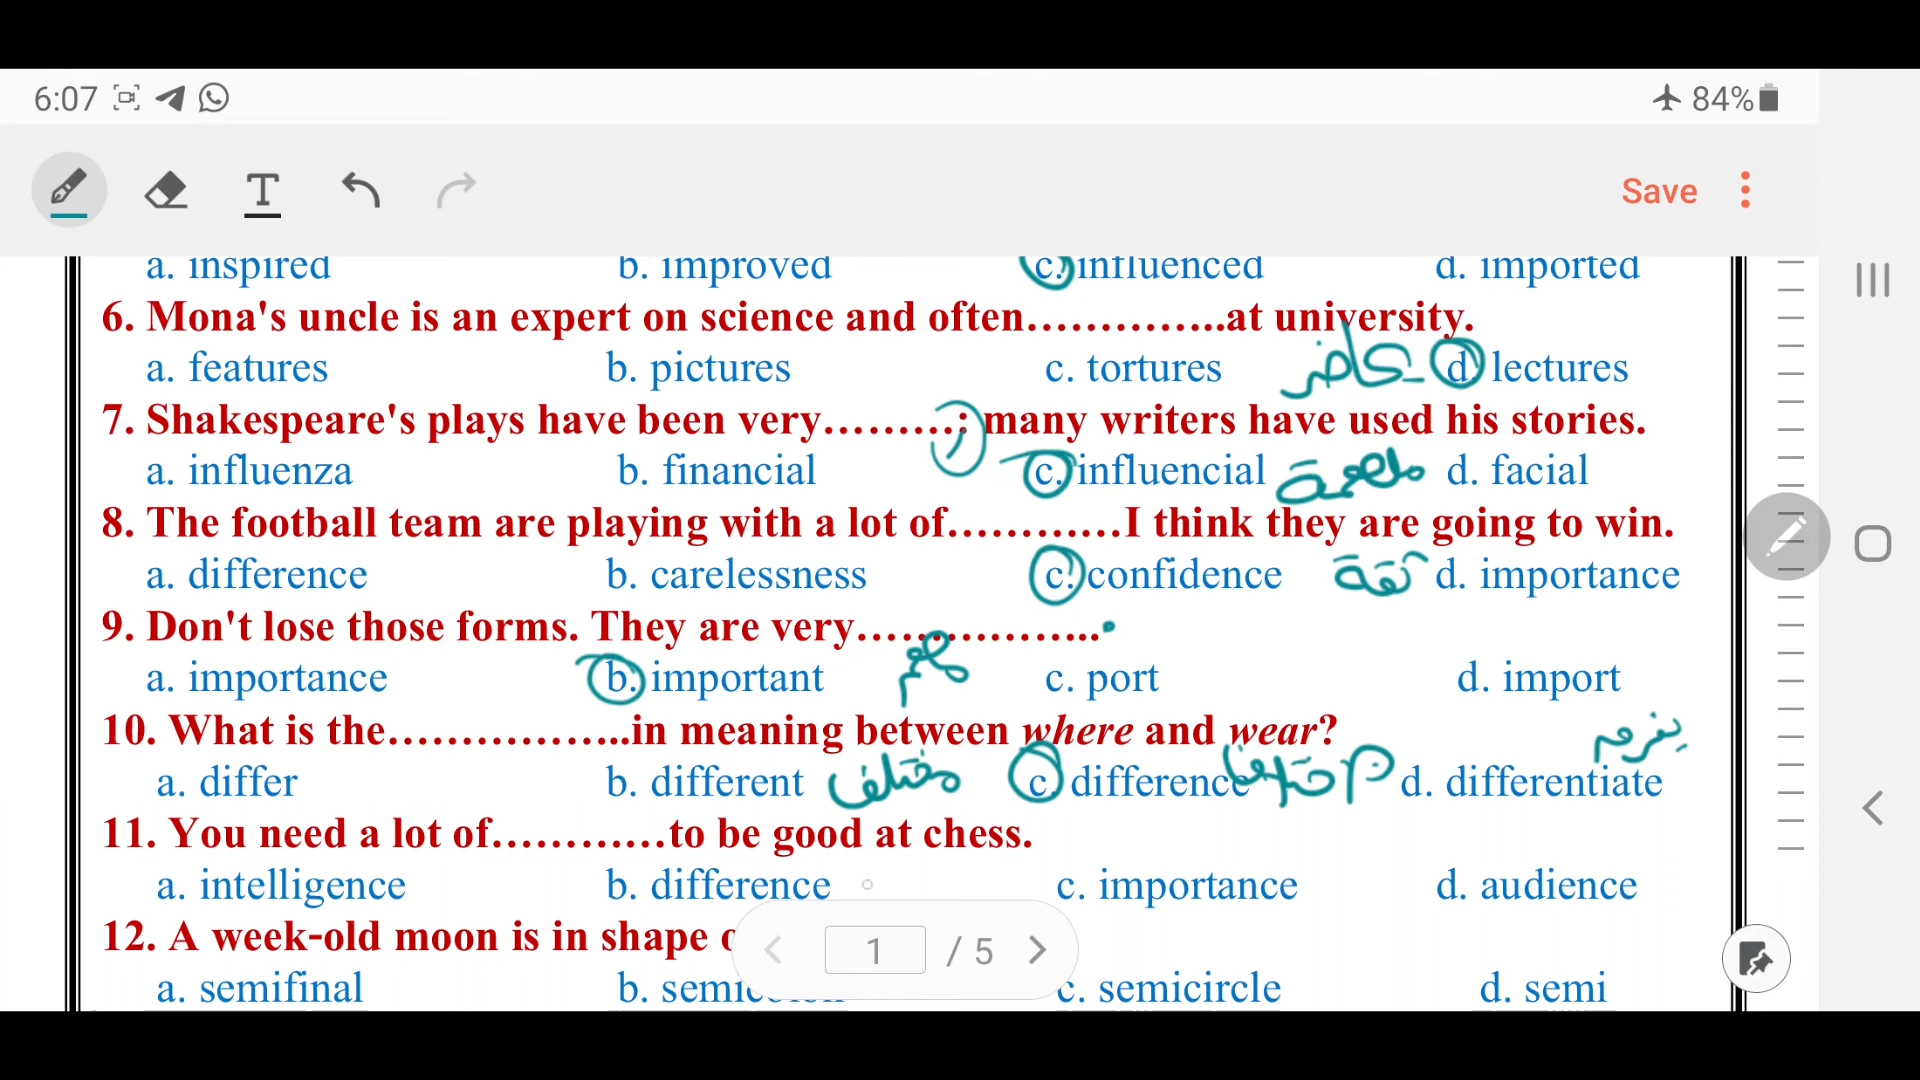 6:07 84%
Save
a. inspired b. improved c. influenced d. imported
6. Mona's uncle is an expert on science and often…………..at university.
a. features b. pictures c. tortures يحاضر d. lectures
7. Shakespeare's plays have been very……….; many writers have used his stories.
a. influenza b. financial c. influencial ملهمة d. facial
8. The football team are playing with a lot of…………I think they are going to win.
a. difference b. carelessness c. confidence ثقة d. importance
9. Don't lose those forms. They are very……………...
a. importance b. important مهم c. port d. import
10. What is the………………..in meaning between where and wear?
a. differ b. different مختلف c. difference d. differentiate
11. You need a lot of…………to be good at chess.
a. intelligence b. difference c. importance d. audience
12. A week-old moon is in shape
a. semifinal c. semicircle d. semi
1 / 5